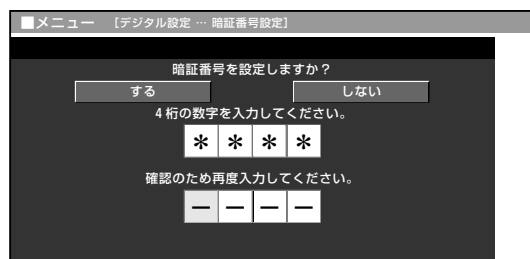 ■メニュー [デジタル設定 … 暗証番号設定]
暗証番号を設定しますか？
する しない
4桁の数字を入力してください。
＊ ＊ ＊ ＊
確認のため再度入力してください。
－ － － －